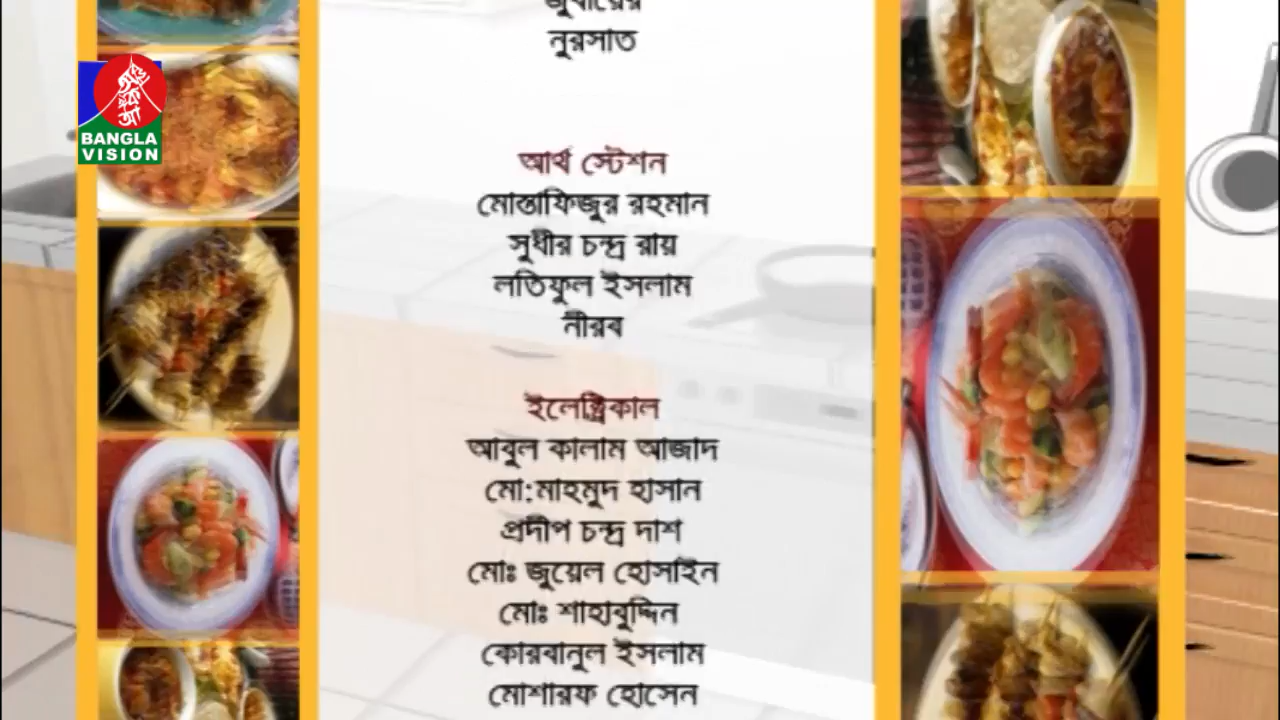 জুবায়ের
নুরসাত
BANGLA
VISION
আর্থ স্টেশন
মোস্তাফিজুর রহমান
সুধীর চন্দ্র রায়
লতিফুল ইসলাম
নীরব
ইলেক্ট্রিকাল
আবুল কালাম আজাদ
মো:মাহমুদ হাসান
প্রদীপ চন্দ্র দাশ
মোঃ জুয়েল হোসাইন
মোঃ শাহাবুদ্দিন
কোরবানুল ইসলাম
মোশারফ হোসেন